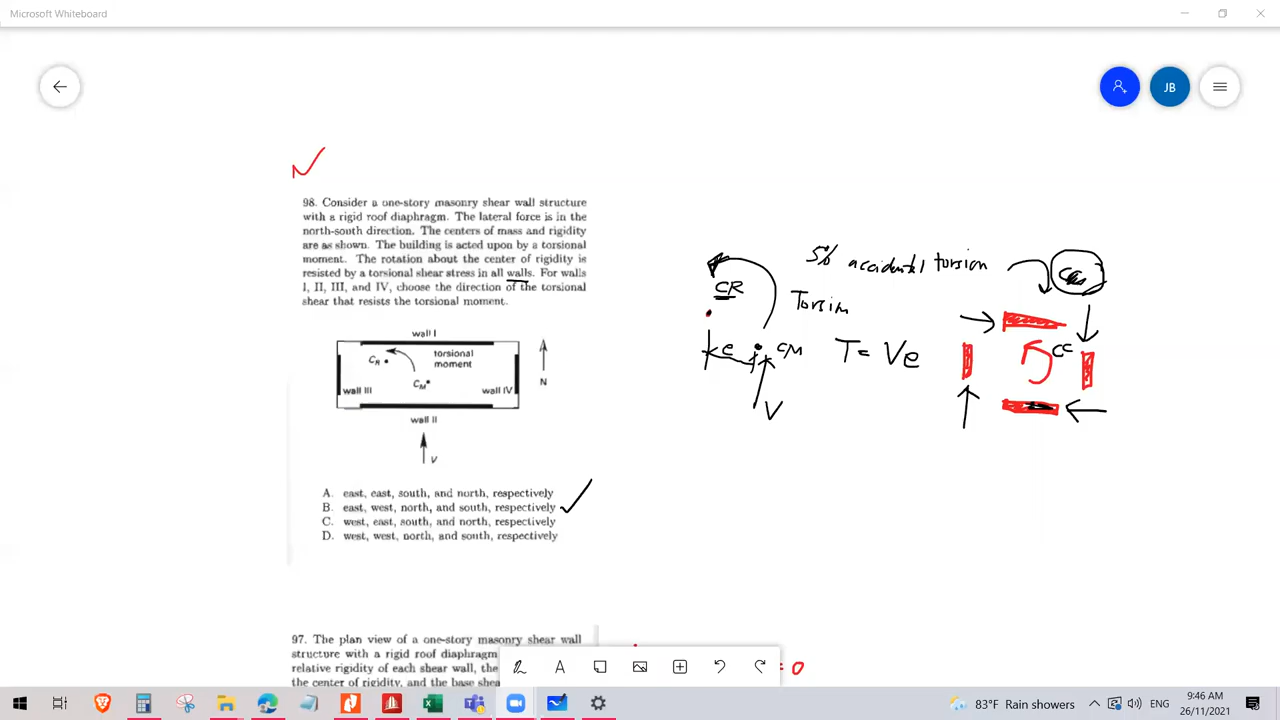 Microsoft Whiteboard
JB
98. Consider a one-story masonry shear wall structure
with a rigid roof diaphragm. The lateral force is in the
north-south direction. The centers of mass and rigidity
are as shown. The building is acted upon by a torsional
moment. The rotation about the center of rigidity is
resisted by a torsional shear stress in all walls. For walls
I, II, III, and IV, choose the direction of the torsional
shear that resists the torsional moment.
wall I
torsional
moment
CR
CM
wall III
wall IV
N
wall II
V
A. east, east, south, and north, respectively
B. east, west, north, and south, respectively
C. west, east, south, and north, respectively
D. west, west, north, and south, respectively
5% accidental torsion
CR
Torsion
e
CM
T = Ve
V
97. The plan view of a one-story masonry shear wall
structure with a rigid roof diaphragm
relative rigidity of each shear wall, the
the center of rigidity, and the base shea
= 0
A
83°F Rain showers
ENG
9:46 AM
26/11/2021